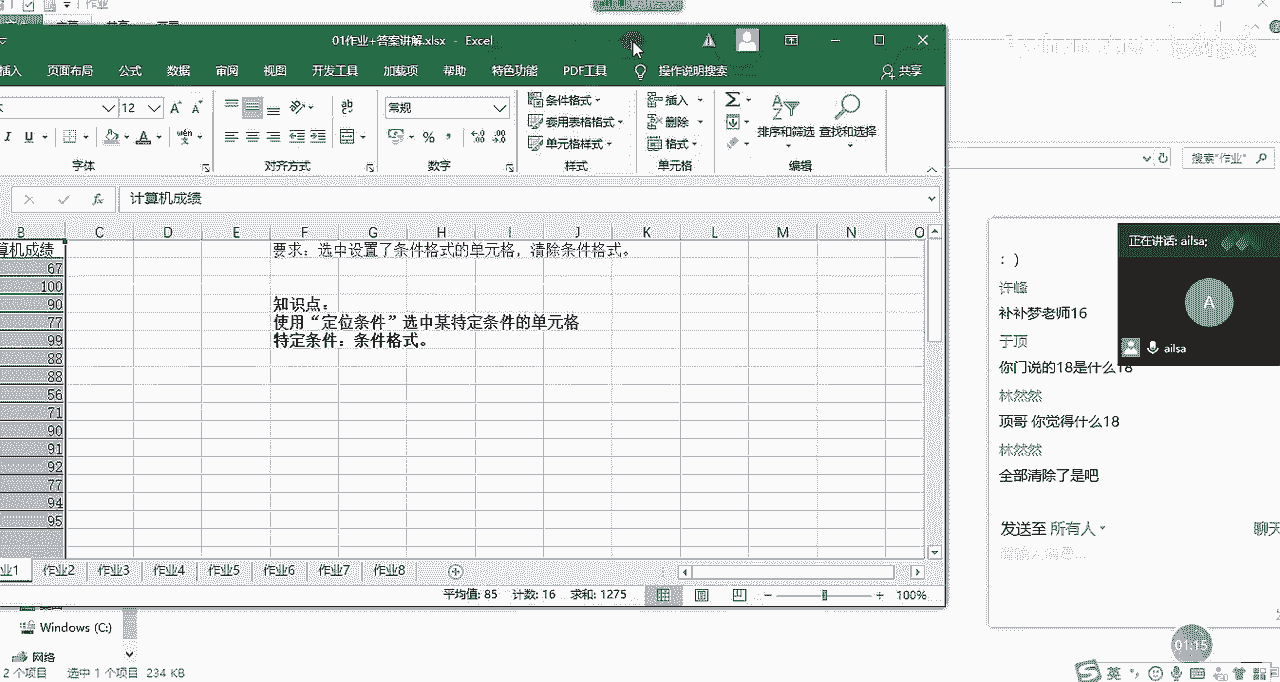 作业
01作业+答案讲解.xlsx - Excel
插入 页面布局 公式 数据 审阅 视图 开发工具 加载项 帮助 特色功能 PDF工具 操作说明搜索 共享
12 A A 常规 条件格式 插入 Σ
I U A 套用表格格式 删除 排序和筛选 查找和选择
单元格样式 格式
字体 对齐方式 数字 样式 单元格 编辑
搜索"作业"
fx 计算机成绩
B C D E F G H I J K L M N O
算机成绩 要求：选中设置了条件格式的单元格，清除条件格式。
67
100
90 知识点：
77 使用“定位条件”选中某特定条件的单元格
99 特定条件：条件格式。
88
88
56
71
90
91
92
77
94
95
业1 作业2 作业3 作业4 作业5 作业6 作业7 作业8
平均值: 85 计数: 16 求和: 1275 100%
Windows (C:)
网络
2 个项目 选中 1 个项目 234 KB
正在讲话: ailsa;
A
ailsa
: )
许峰
补补梦老师16
于顶
你门说的18是什么18
林然然
顶哥 你觉得什么18
林然然
全部清除了是吧
发送至 所有人 聊天
01:15
英